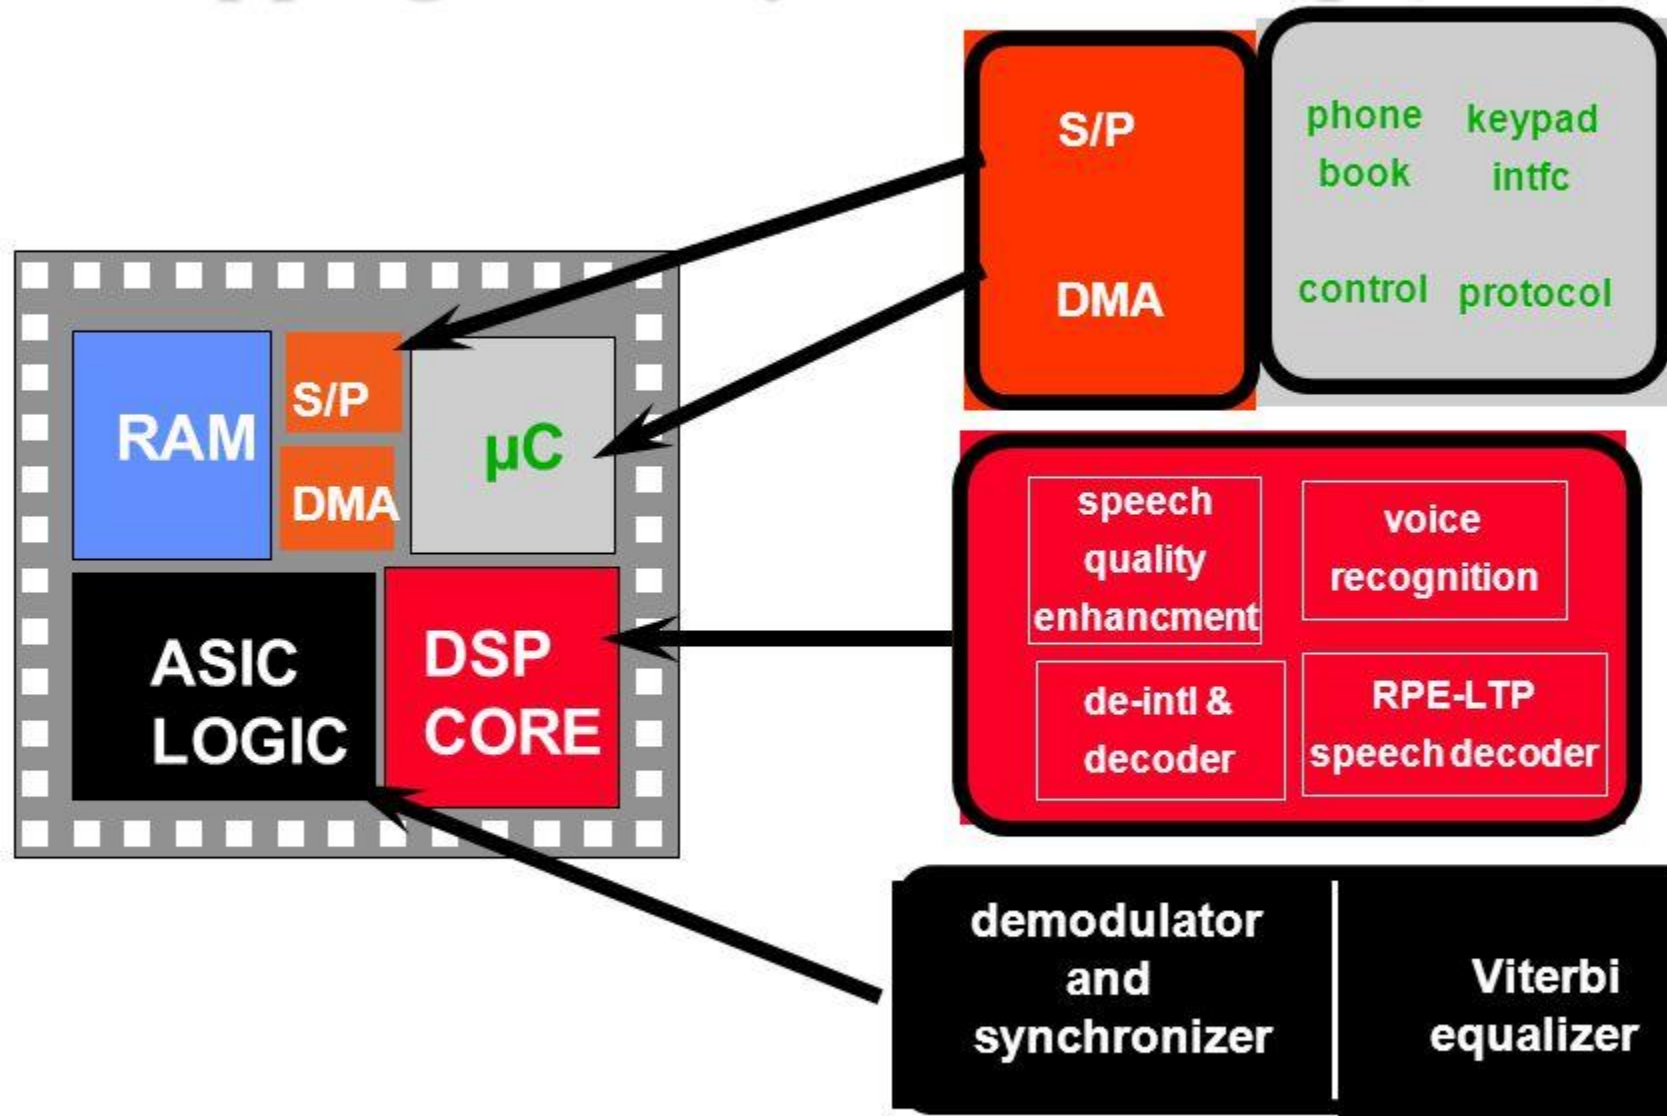 RAM
S/P
DMA
µC
ASIC
LOGIC
DSP
CORE
S/P
DMA
phone
book
keypad
intfc
control
protocol
speech
quality
enhancment
voice
recognition
de-intl &
decoder
RPE-LTP
speech decoder
demodulator
and
synchronizer
Viterbi
equalizer